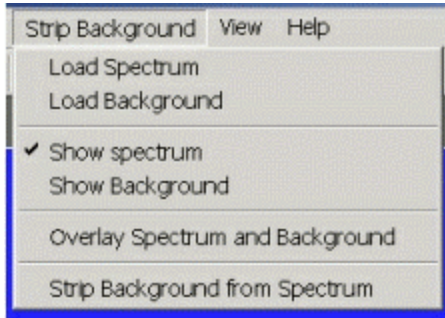 Strip Background View Help
Load Spectrum
Load Background
Show spectrum
Show Background
Overlay Spectrum and Background
Strip Background from Spectrum